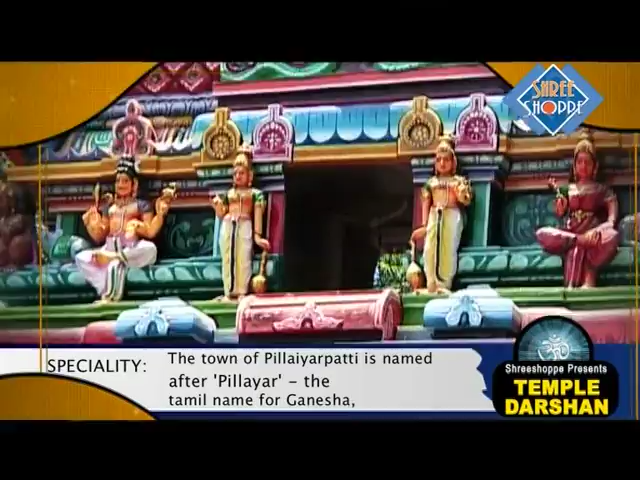 SHREE
SHOPPE
SPECIALITY:
The town of Pillaiyarpatti is named
after 'Pillayar' - the
tamil name for Ganesha,
Shreeshoppe Presents
TEMPLE
DARSHAN